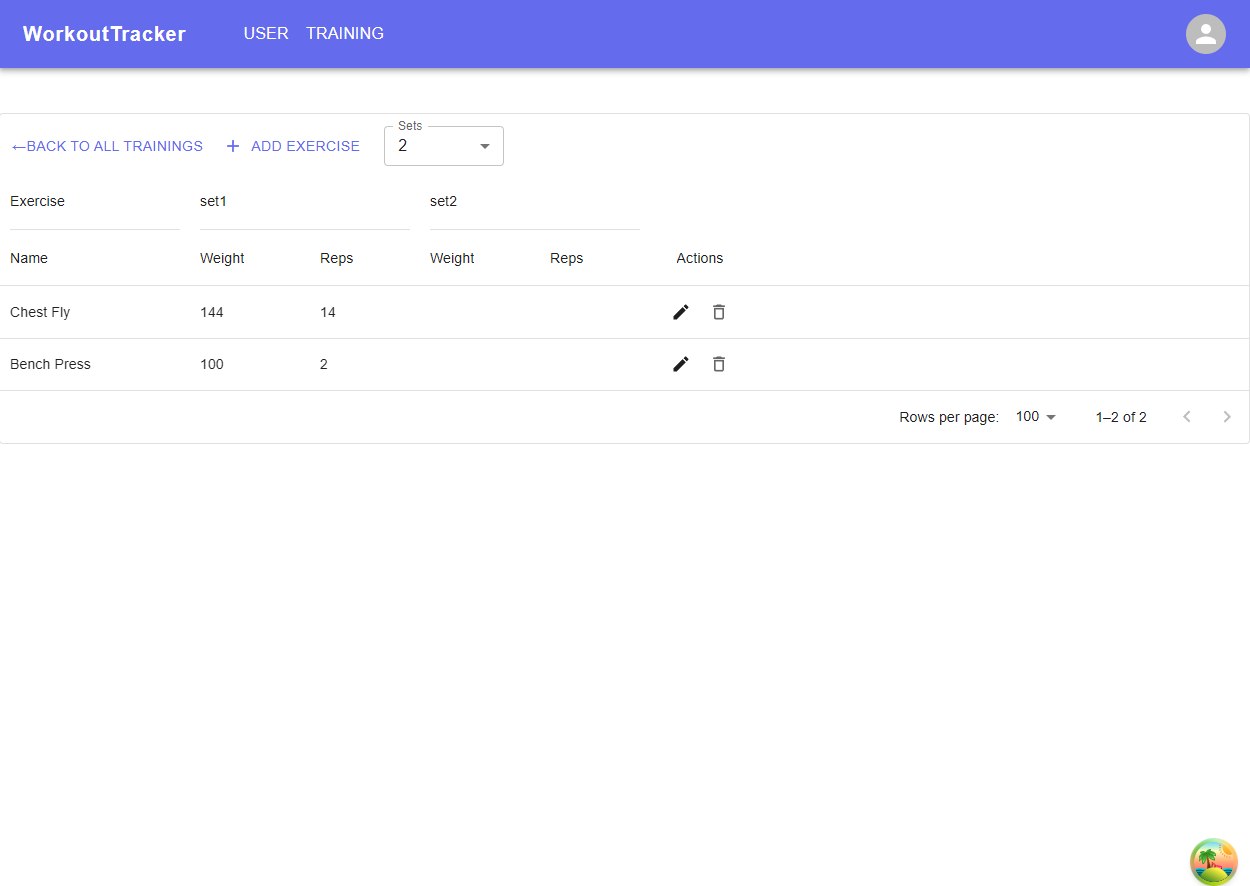 WorkoutTracker USER TRAINING
←BACK TO ALL TRAININGS + ADD EXERCISE Sets 2
Exercise set1 set2
Name Weight Reps Weight Reps Actions
Chest Fly 144 14
Bench Press 100 2
Rows per page: 100 1–2 of 2